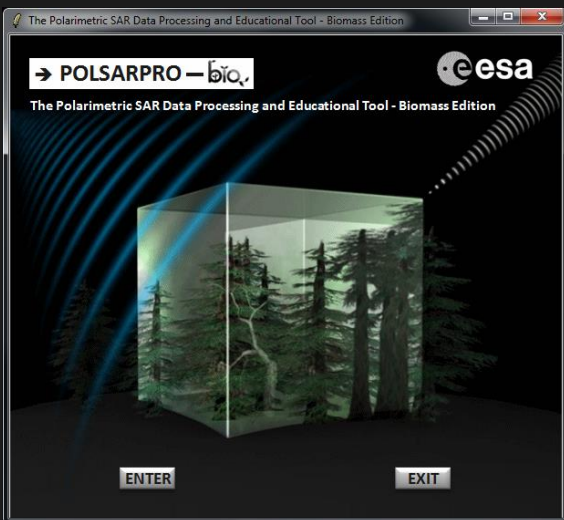 The Polarimetric SAR Data Processing and Educational Tool - Biomass Edition
→ POLSARPRO – bio
esa
The Polarimetric SAR Data Processing and Educational Tool - Biomass Edition
ENTER
EXIT